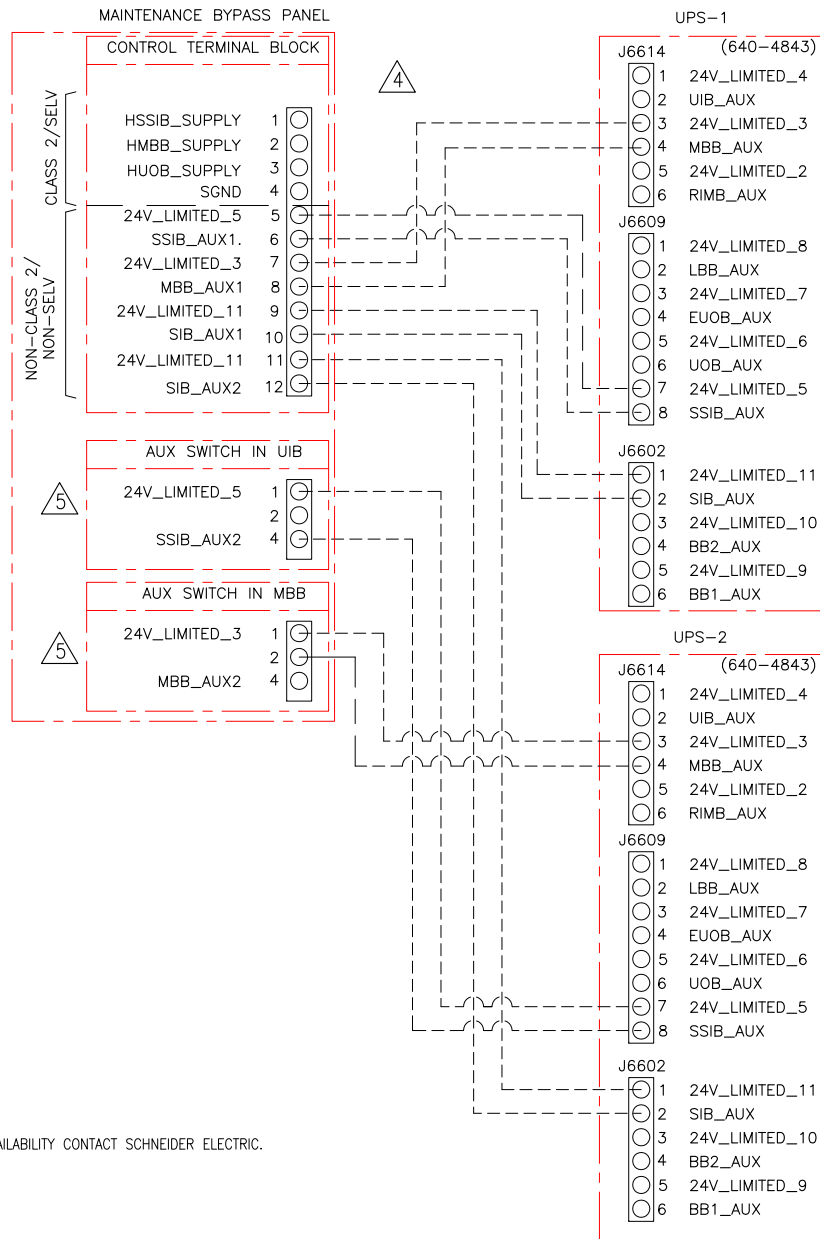 MAINTENANCE BYPASS PANEL
CONTROL TERMINAL BLOCK
CLASS 2/SELV
HSSIB_SUPPLY 1
HMBB_SUPPLY 2
HUOB_SUPPLY 3
SGND 4
NON-CLASS 2/
NON-SELV
24V_LIMITED_5 5
SSIB_AUX1. 6
24V_LIMITED_3 7
MBB_AUX1 8
24V_LIMITED_11 9
SIB_AUX1 10
24V_LIMITED_11 11
SIB_AUX2 12
AUX SWITCH IN UIB
5
24V_LIMITED_5 1
2
SSIB_AUX2 4
AUX SWITCH IN MBB
5
24V_LIMITED_3 1
2
MBB_AUX2 4
4
UPS-1
J6614 (640-4843)
1 24V_LIMITED_4
2 UIB_AUX
3 24V_LIMITED_3
4 MBB_AUX
5 24V_LIMITED_2
6 RIMB_AUX
J6609
1 24V_LIMITED_8
2 LBB_AUX
3 24V_LIMITED_7
4 EUOB_AUX
5 24V_LIMITED_6
6 UOB_AUX
7 24V_LIMITED_5
8 SSIB_AUX
J6602
1 24V_LIMITED_11
2 SIB_AUX
3 24V_LIMITED_10
4 BB2_AUX
5 24V_LIMITED_9
6 BB1_AUX
UPS-2
J6614 (640-4843)
1 24V_LIMITED_4
2 UIB_AUX
3 24V_LIMITED_3
4 MBB_AUX
5 24V_LIMITED_2
6 RIMB_AUX
J6609
1 24V_LIMITED_8
2 LBB_AUX
3 24V_LIMITED_7
4 EUOB_AUX
5 24V_LIMITED_6
6 UOB_AUX
7 24V_LIMITED_5
8 SSIB_AUX
J6602
1 24V_LIMITED_11
2 SIB_AUX
3 24V_LIMITED_10
4 BB2_AUX
5 24V_LIMITED_9
6 BB1_AUX
AILABILITY CONTACT SCHNEIDER ELECTRIC.